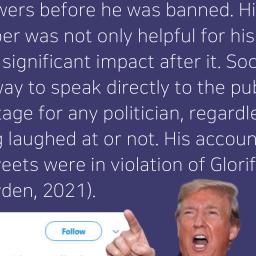 wers before he was banned. Hi
er was not only helpful for his
significant impact after it. Soc
way to speak directly to the pub
tage for any politician, regardle
g laughed at or not. His accoun
eets were in violation of Glorif
den, 2021).
Follow